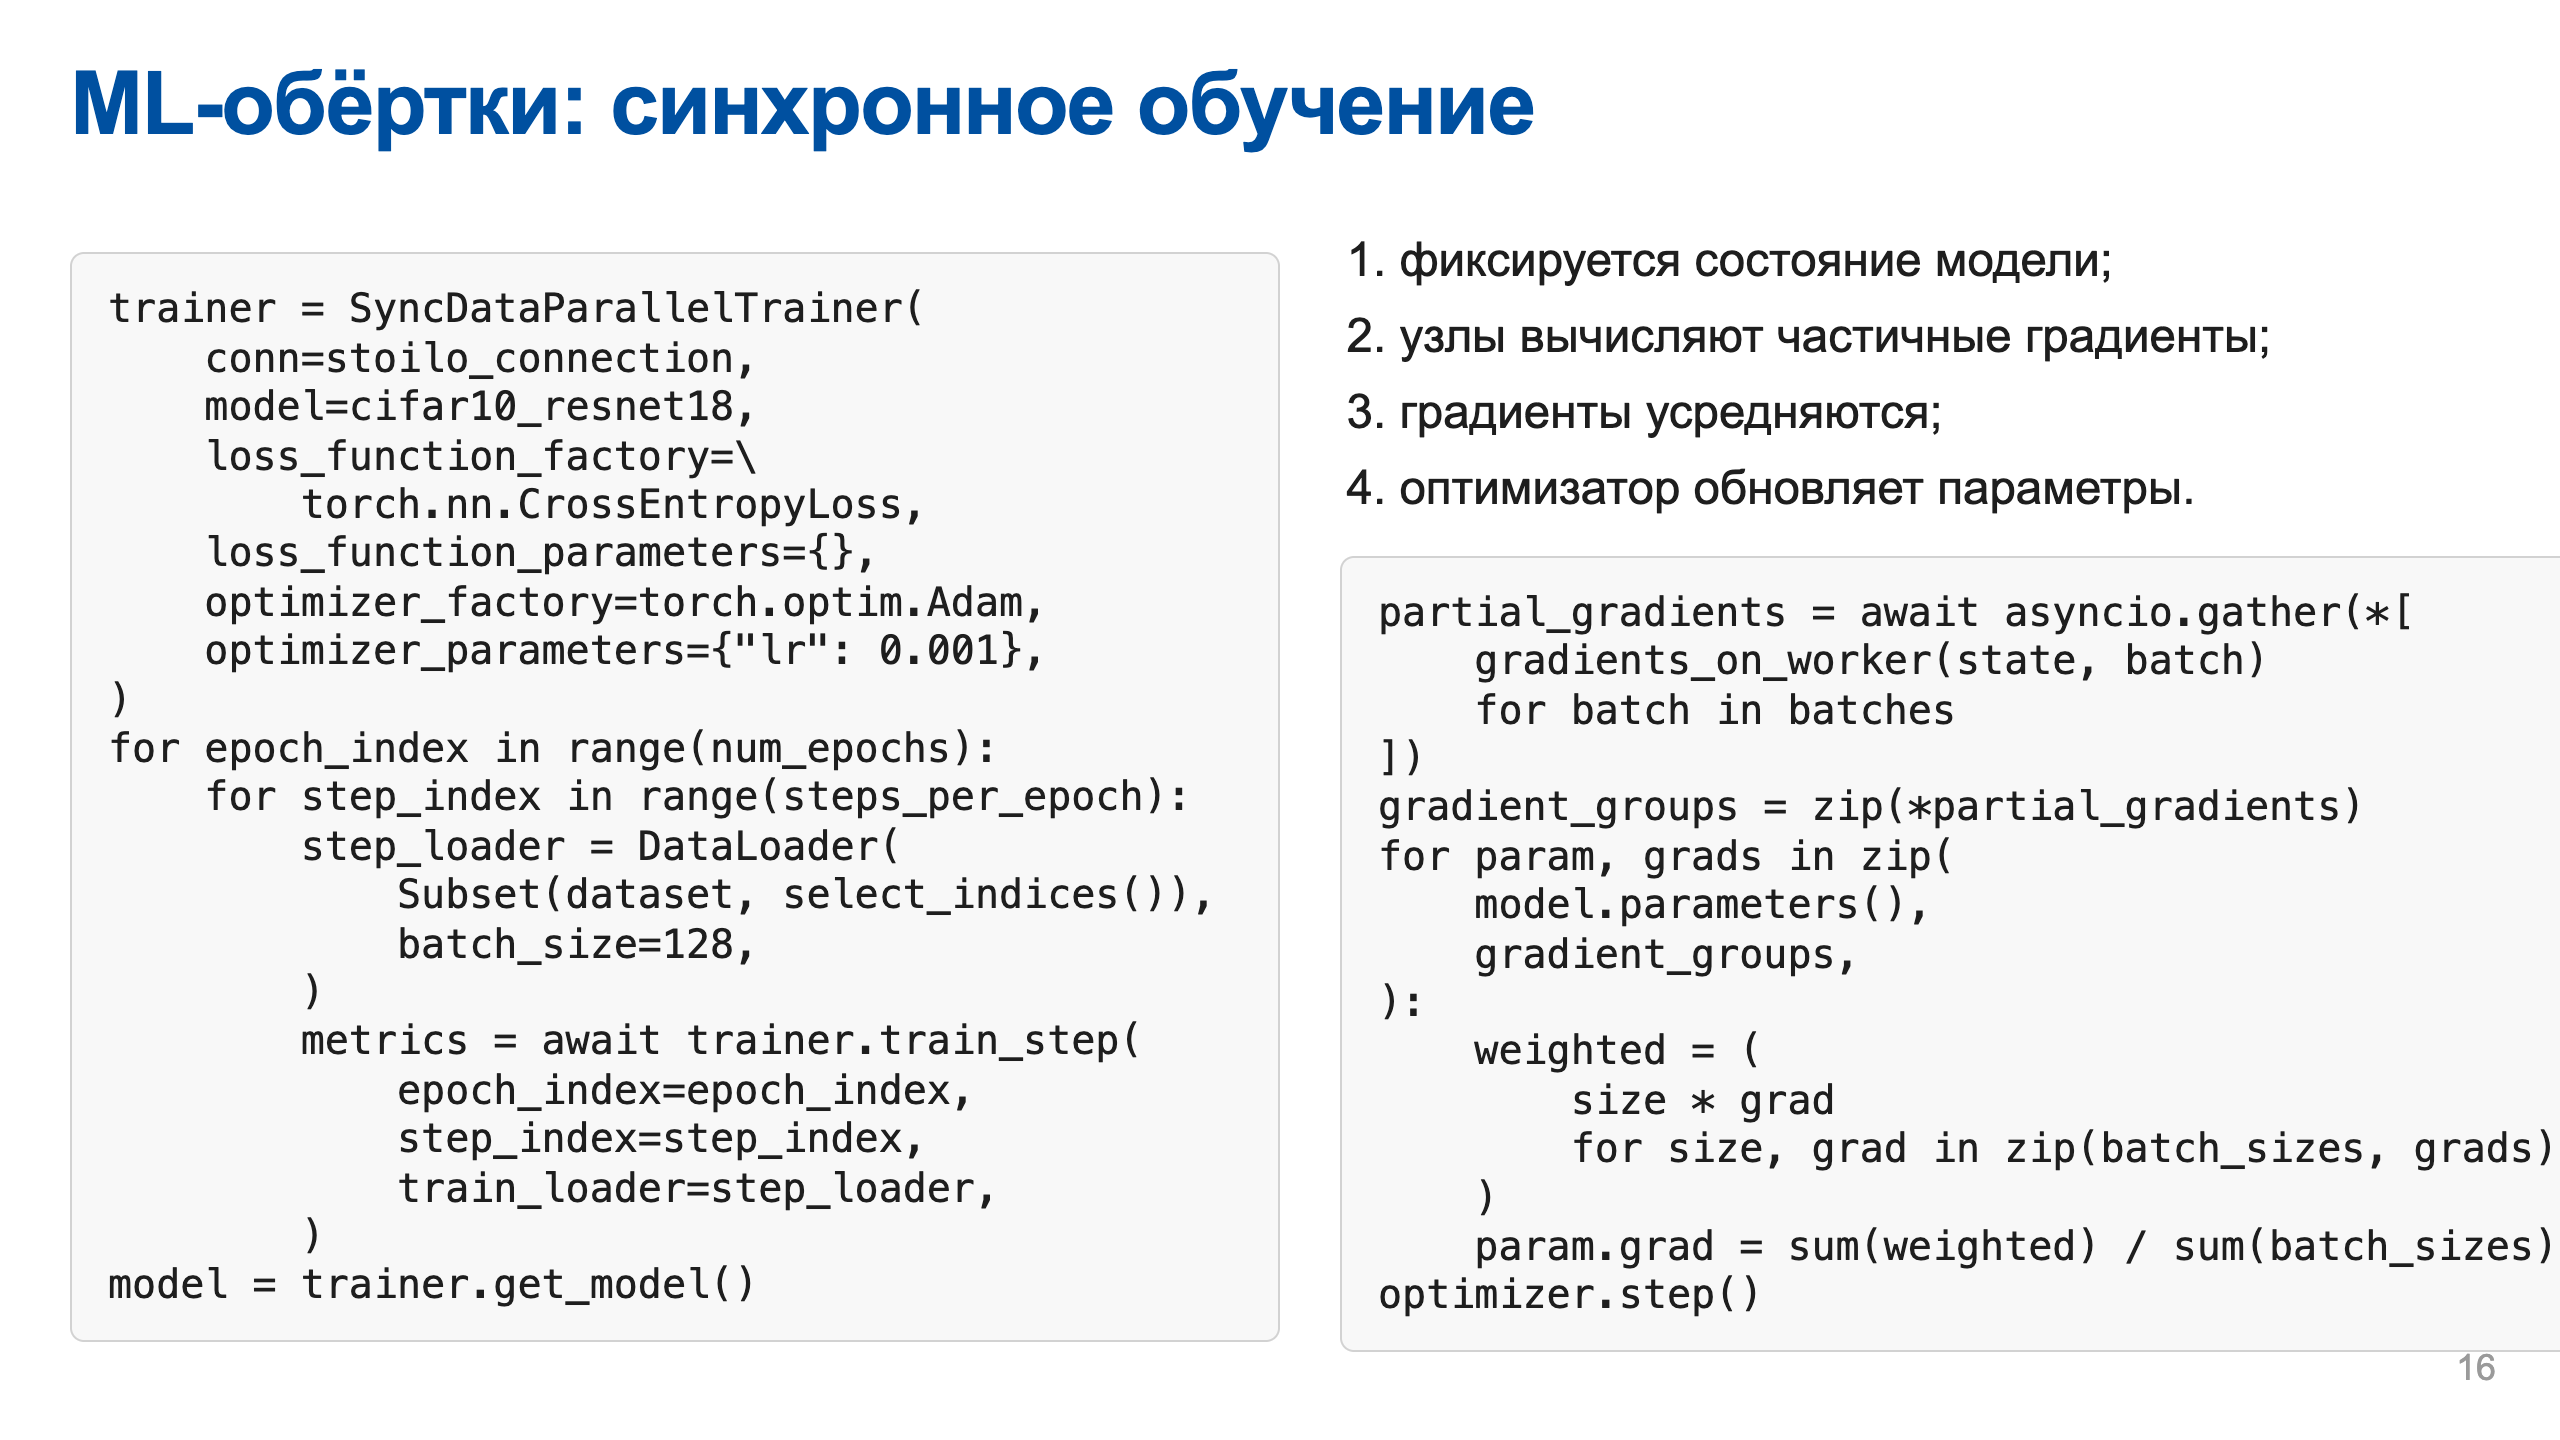 ML-обёртки: синхронное обучение
trainer = SyncDataParallelTrainer(
    conn=stoilo_connection,
    model=cifar10_resnet18,
    loss_function_factory=\
        torch.nn.CrossEntropyLoss,
    loss_function_parameters={},
    optimizer_factory=torch.optim.Adam,
    optimizer_parameters={"lr": 0.001},
)
for epoch_index in range(num_epochs):
    for step_index in range(steps_per_epoch):
        step_loader = DataLoader(
            Subset(dataset, select_indices()),
            batch_size=128,
        )
        metrics = await trainer.train_step(
            epoch_index=epoch_index,
            step_index=step_index,
            train_loader=step_loader,
        )
model = trainer.get_model()
1. фиксируется состояние модели;
2. узлы вычисляют частичные градиенты;
3. градиенты усредняются;
4. оптимизатор обновляет параметры.
partial_gradients = await asyncio.gather(*[
    gradients_on_worker(state, batch)
    for batch in batches
])
gradient_groups = zip(*partial_gradients)
for param, grads in zip(
    model.parameters(),
    gradient_groups,
):
    weighted = (
        size * grad
        for size, grad in zip(batch_sizes, grads)
    )
    param.grad = sum(weighted) / sum(batch_sizes)
optimizer.step()
16